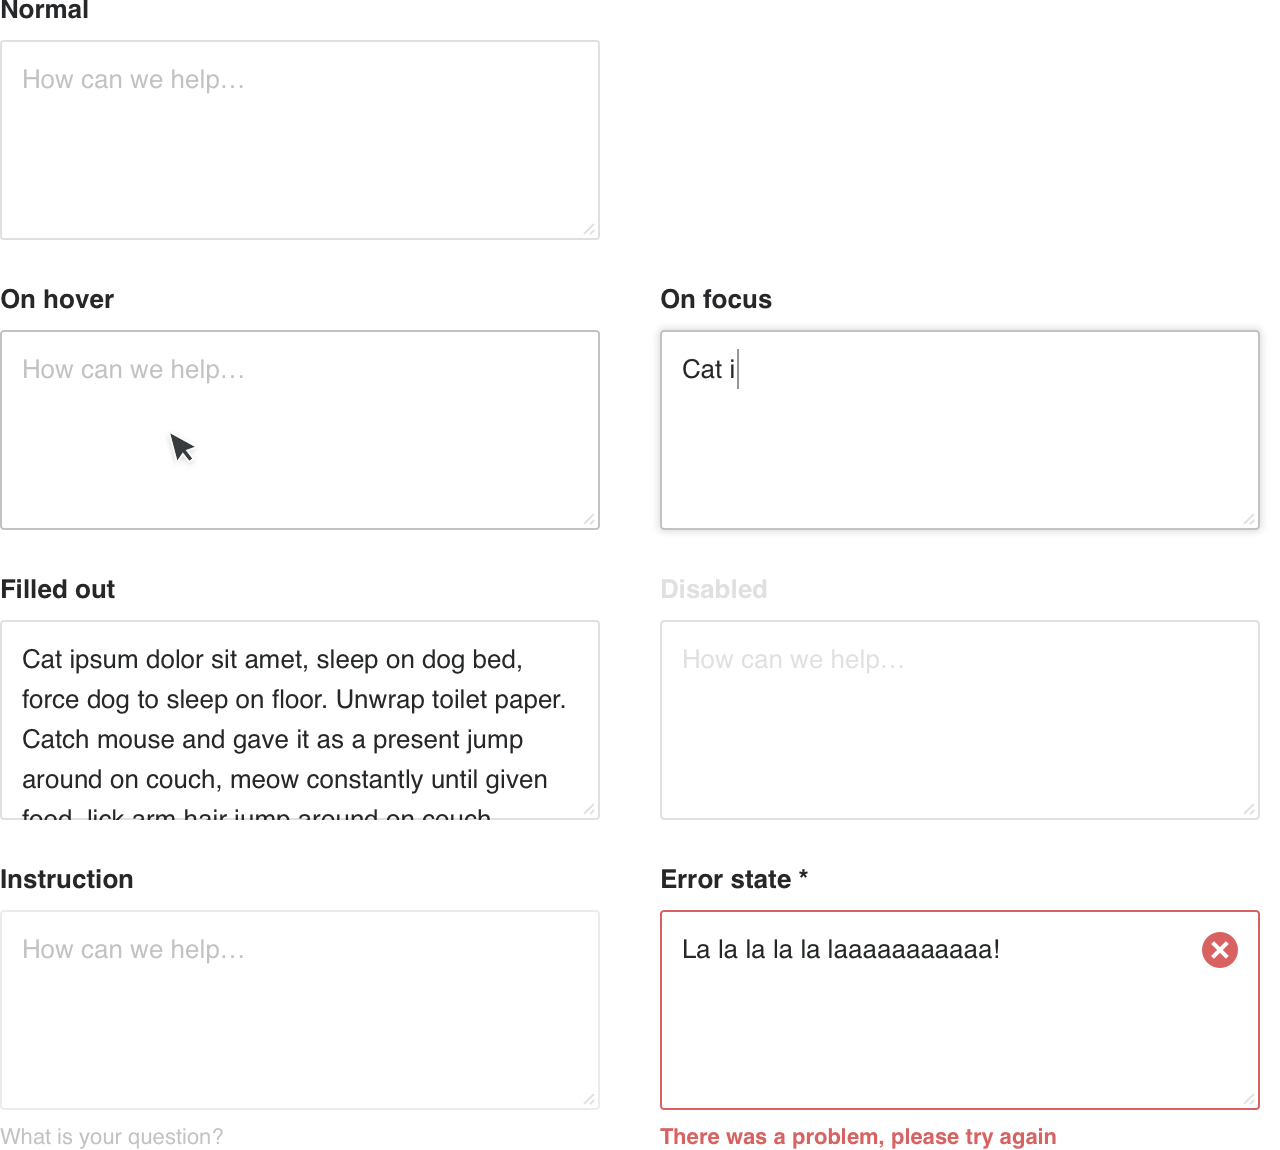 Normal
How can we help…
On hover
How can we help…
On focus
Cat i
Filled out
Cat ipsum dolor sit amet, sleep on dog bed,
force dog to sleep on floor. Unwrap toilet paper.
Catch mouse and gave it as a present jump
around on couch, meow constantly until given
food, lick arm hair jump around on couch
Disabled
How can we help…
Instruction
How can we help…
What is your question?
Error state *
La la la la la laaaaaaaaaaa!
There was a problem, please try again